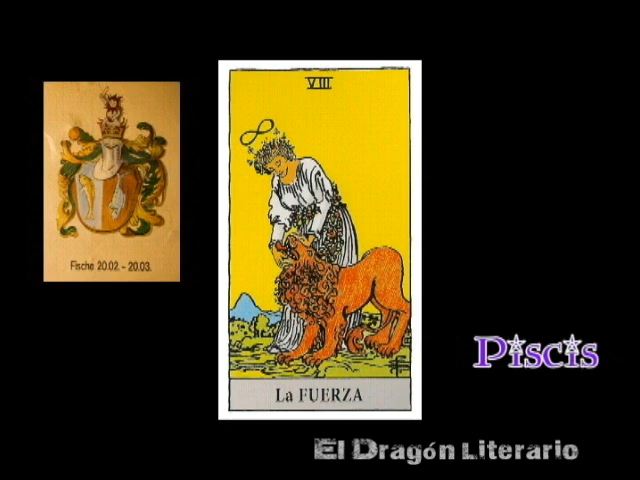 VIII
Fische 20.02. - 20.03.
La FUERZA
Piscis
El Dragón Literario